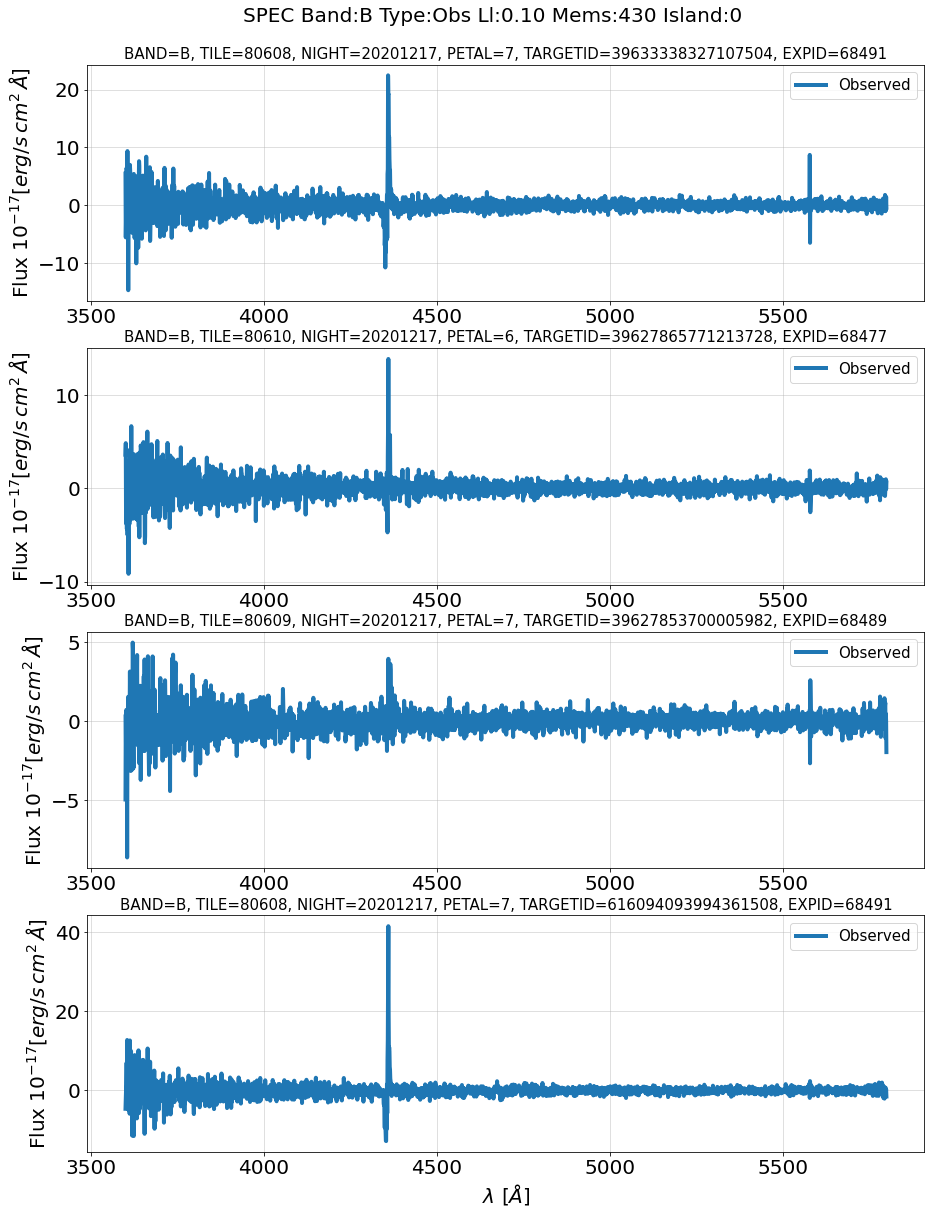 SPEC Band:B Type:Obs Ll:0.10 Mems:430 Island:0
BAND=B, TILE=80608, NIGHT=20201217, PETAL=7, TARGETID=39633338327107504, EXPID=68491
Flux 10^{-17}[erg/s cm^2 Å]
20
10
0
−10
Observed
3500 4000 4500 5000 5500
BAND=B, TILE=80610, NIGHT=20201217, PETAL=6, TARGETID=39627865771213728, EXPID=68477
Flux 10^{-17}[erg/s cm^2 Å]
10
0
−10
Observed
3500 4000 4500 5000 5500
BAND=B, TILE=80609, NIGHT=20201217, PETAL=7, TARGETID=39627853700005982, EXPID=68489
Flux 10^{-17}[erg/s cm^2 Å]
5
0
−5
Observed
3500 4000 4500 5000 5500
BAND=B, TILE=80608, NIGHT=20201217, PETAL=7, TARGETID=616094093994361508, EXPID=68491
Flux 10^{-17}[erg/s cm^2 Å]
40
20
0
Observed
3500 4000 4500 5000 5500
λ [Å]